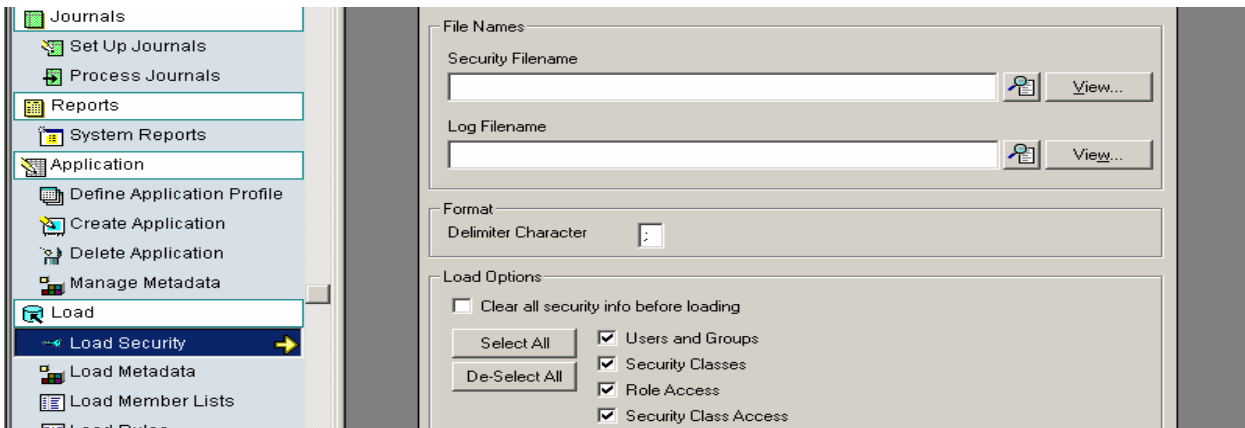 Journals
Set Up Journals
Process Journals
Reports
System Reports
Application
Define Application Profile
Create Application
Delete Application
Manage Metadata
Load
Load Security
Load Metadata
Load Member Lists
File Names
Security Filename
View...
Log Filename
View...
Format
Delimiter Character ;
Load Options
Clear all security info before loading
Select All
De-Select All
Users and Groups
Security Classes
Role Access
Security Class Access